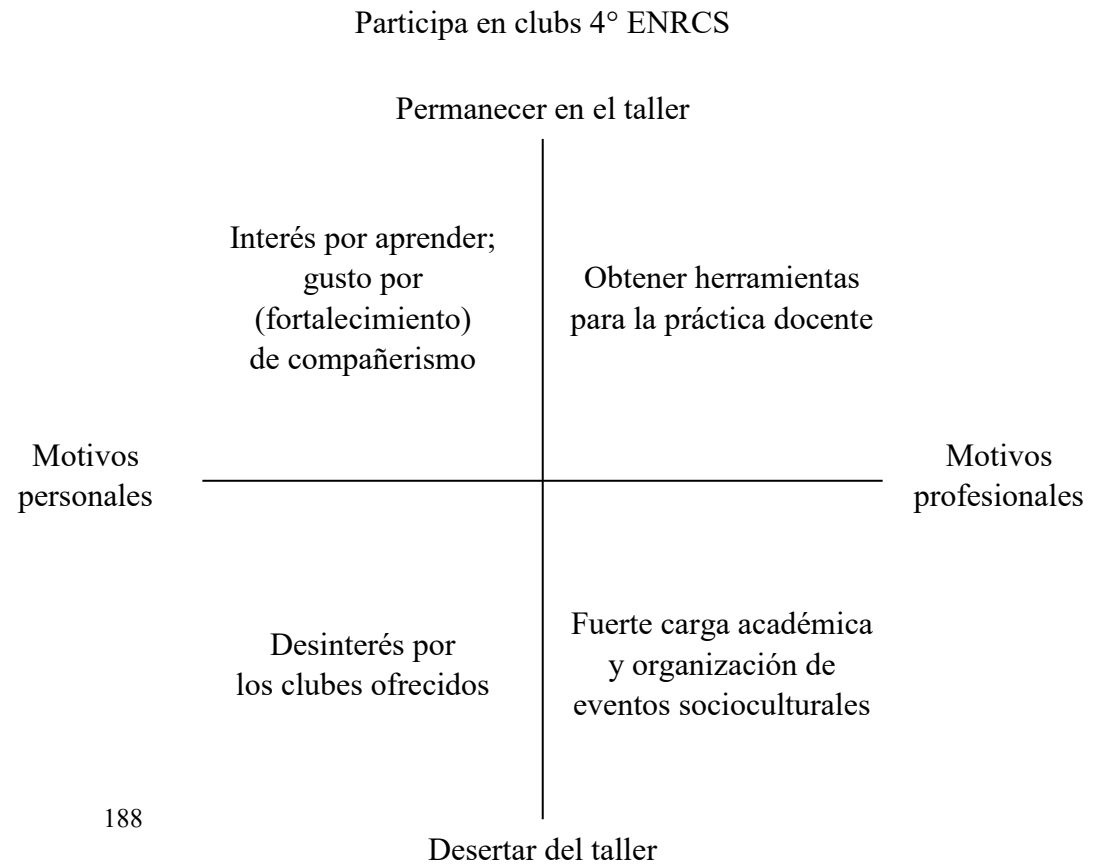 Participa en clubs 4° ENRCS
Permanecer en el taller
Interés por aprender;
gusto por
(fortalecimiento)
de compañerismo
Obtener herramientas
para la práctica docente
Motivos
personales
Motivos
profesionales
Desinterés por
los clubes ofrecidos
Fuerte carga académica
y organización de
eventos socioculturales
188
Desertar del taller